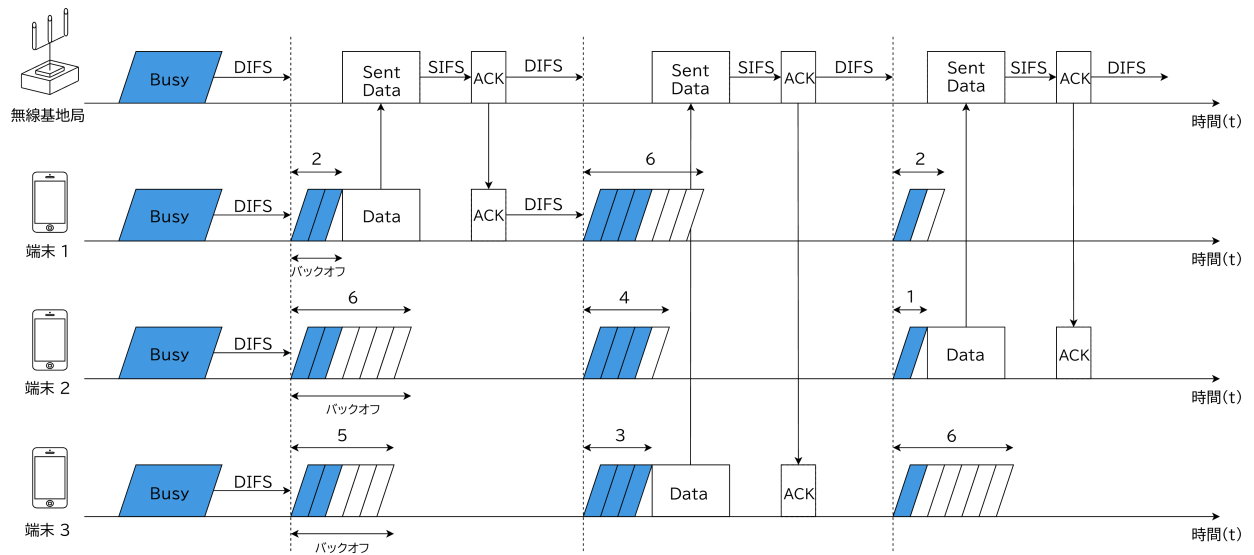 Busy
DIFS
Sent
Data
SIFS
ACK
DIFS
Sent
Data
SIFS
ACK
DIFS
Sent
Data
SIFS
ACK
DIFS
無線基地局
時間(t)
2
6
2
Busy
DIFS
Data
ACK
DIFS
端末 1
時間(t)
バックオフ
6
4
1
Busy
DIFS
Data
ACK
端末 2
時間(t)
バックオフ
5
3
6
Busy
DIFS
Data
ACK
端末 3
時間(t)
バックオフ